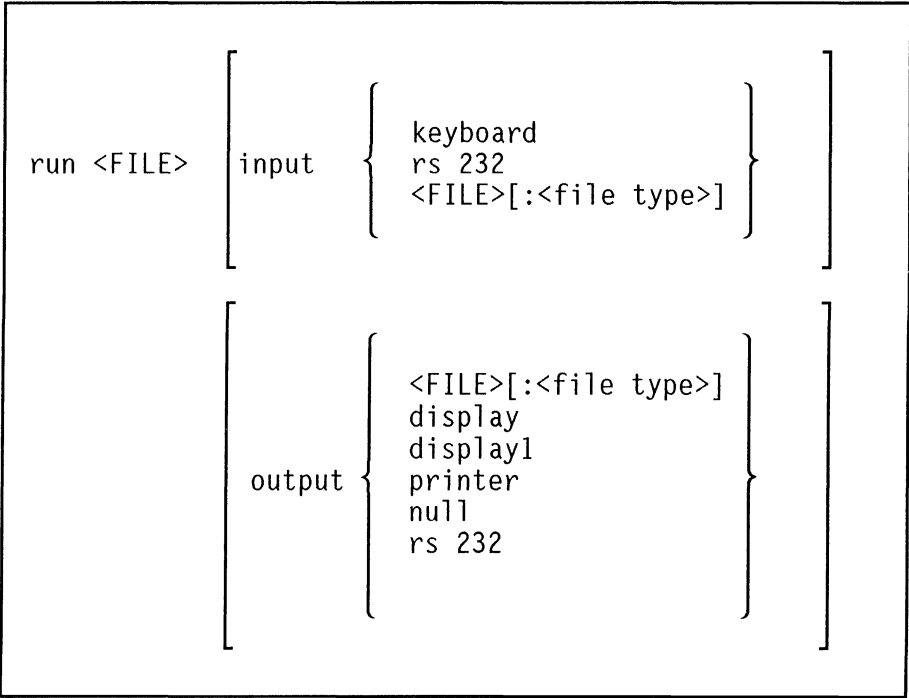 keyboard
run <FILE> input rs 232
<FILE>[:<file type>]
<FILE>[:<file type>]
display
display1
output printer
null
rs 232